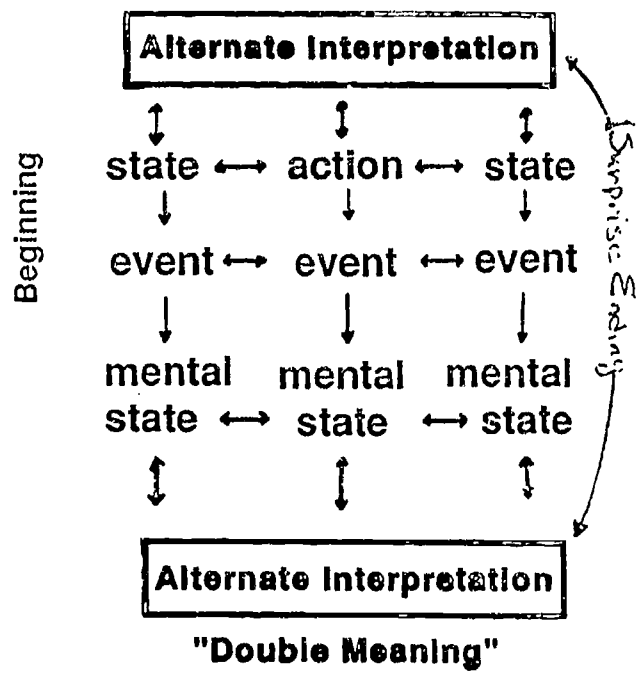 Alternate Interpretation
Beginning
state action state
event event event
mental mental mental
state state state
Surprise Ending
Alternate Interpretation
"Double Meaning"